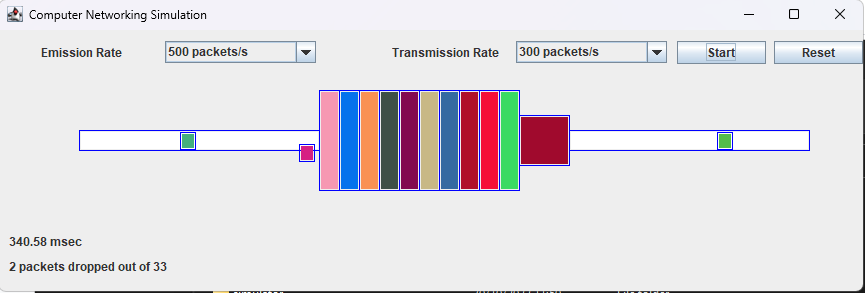 Computer Networking Simulation
Emission Rate 500 packets/s Transmission Rate 300 packets/s Start Reset
340.58 msec
2 packets dropped out of 33